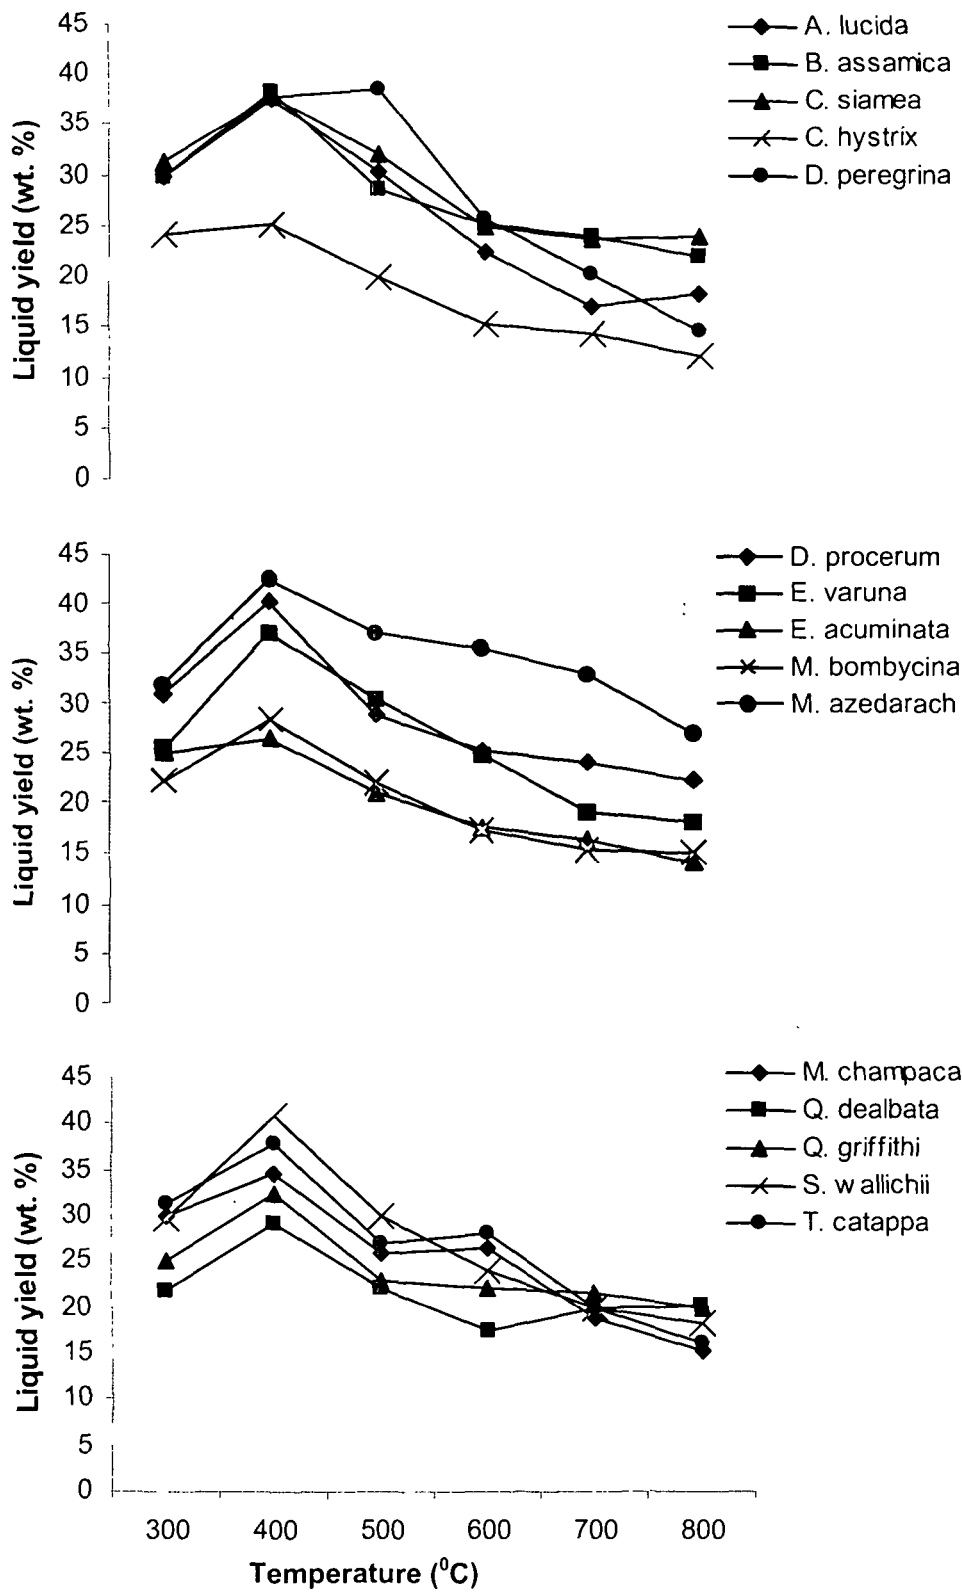 Liquid yield (wt. %)
45
40
35
30
25
20
15
10
5
0
A. lucida
B. assamica
C. siamea
C. hystrix
D. peregrina
Liquid yield (wt. %)
45
40
35
30
25
20
15
10
5
0
D. procerum
E. varuna
E. acuminata
M. bombycina
M. azedarach
Liquid yield (wt. %)
45
40
35
30
25
20
15
10
5
0
M. champaca
Q. dealbata
Q. griffithi
S. wallichii
T. catappa
300 400 500 600 700 800
Temperature (⁰C)